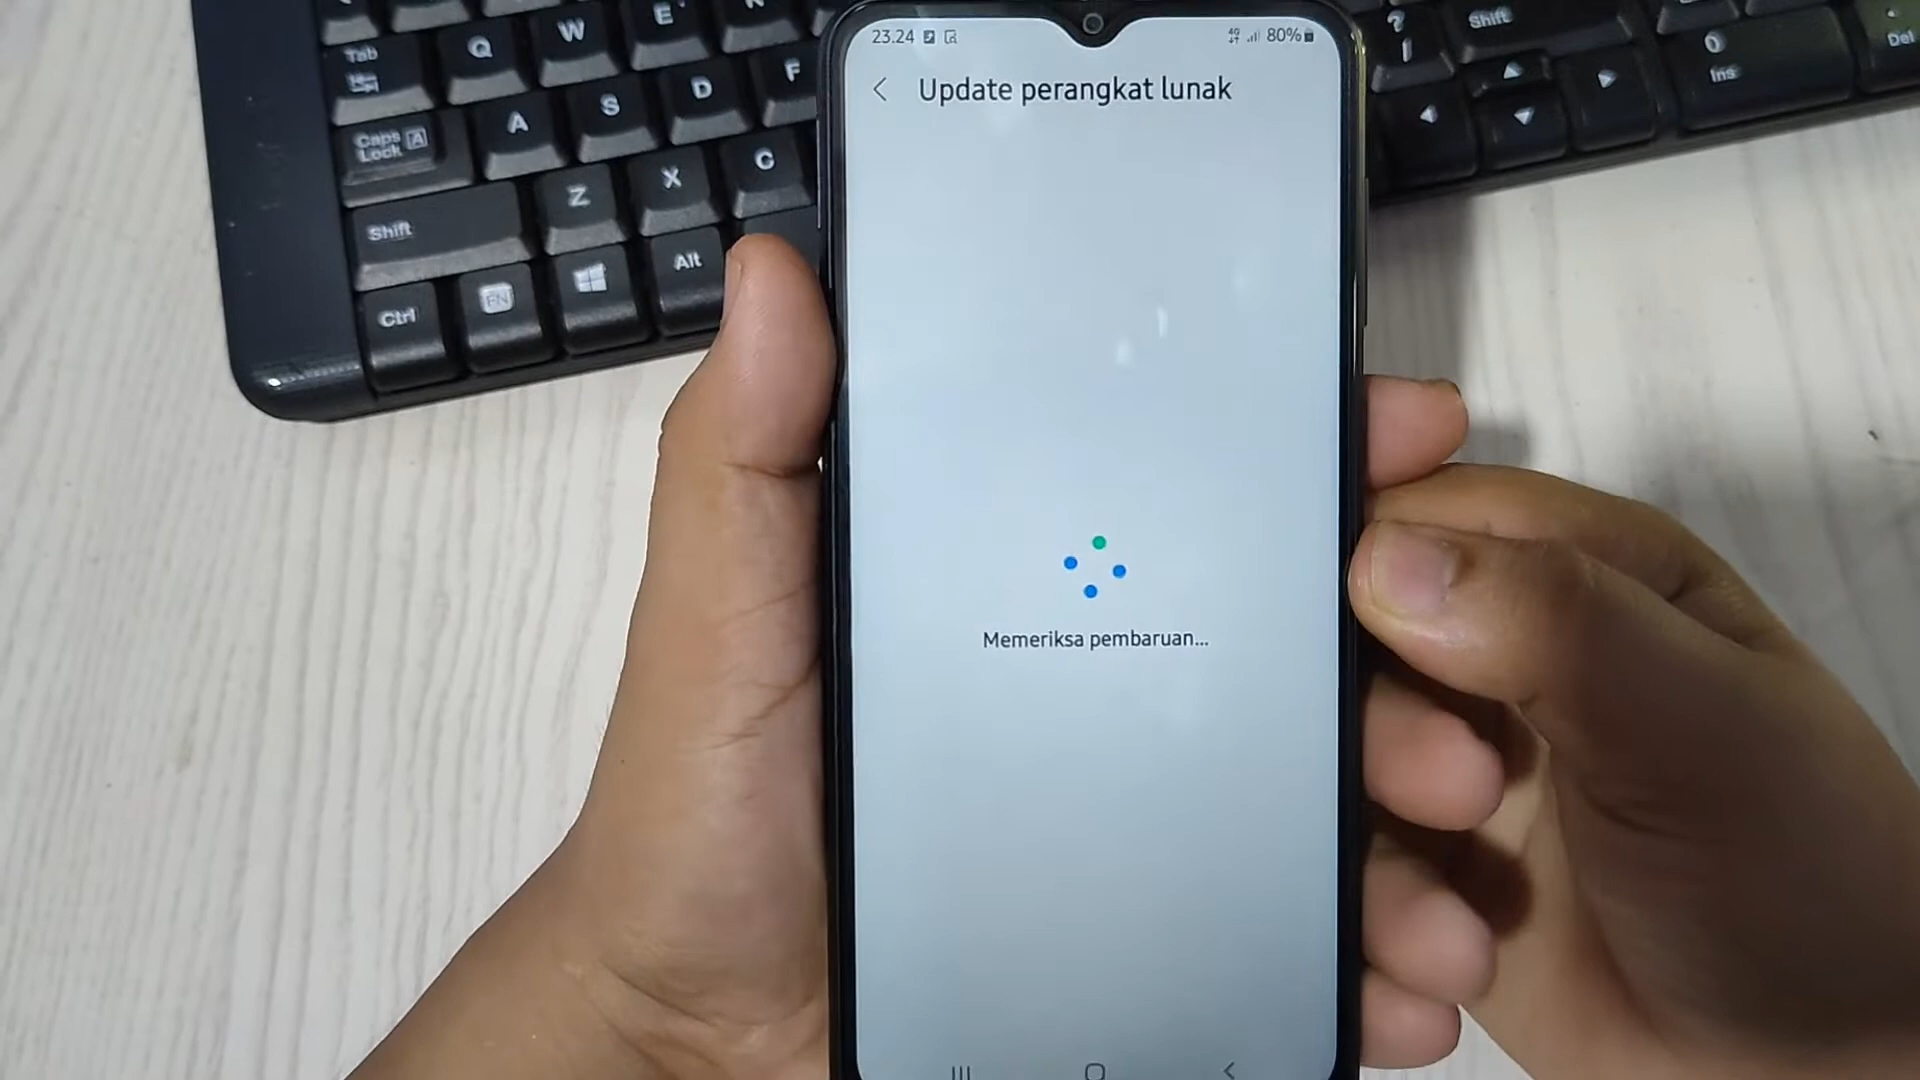 Q
W
E
Tab
A
S
D
F
Caps
Lock
A
Z
X
C
Shift
Ctrl
FN
Alt
?
/
Shift
0
Ins
Del
23.24
4G
80%
Update perangkat lunak
Memeriksa pembaruan...